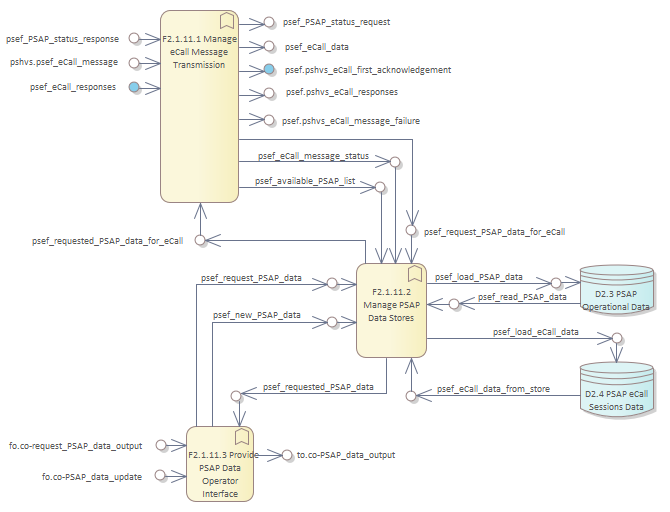 psef_PSAP_status_response
pshvs.psef_eCall_message
psef_eCall_responses
F2.1.11.1 Manage
eCall Message
Transmission
psef_PSAP_status_request
psef_eCall_data
psef.pshvs_eCall_first_acknowledgement
psef.pshvs_eCall_responses
psef.pshvs_eCall_message_failure
psef_eCall_message_status
psef_available_PSAP_list
psef_requested_PSAP_data_for_eCall
psef_request_PSAP_data_for_eCall
psef_request_PSAP_data
psef_new_PSAP_data
F2.1.11.2
Manage PSAP
Data Stores
psef_load_PSAP_data
psef_read_PSAP_data
D2.3 PSAP
Operational Data
psef_load_eCall_data
psef_requested_PSAP_data
psef_eCall_data_from_store
D2.4 PSAP eCall
Sessions Data
fo.co-request_PSAP_data_output
fo.co-PSAP_data_update
F2.1.11.3 Provide
PSAP Data
Operator
Interface
to.co-PSAP_data_output